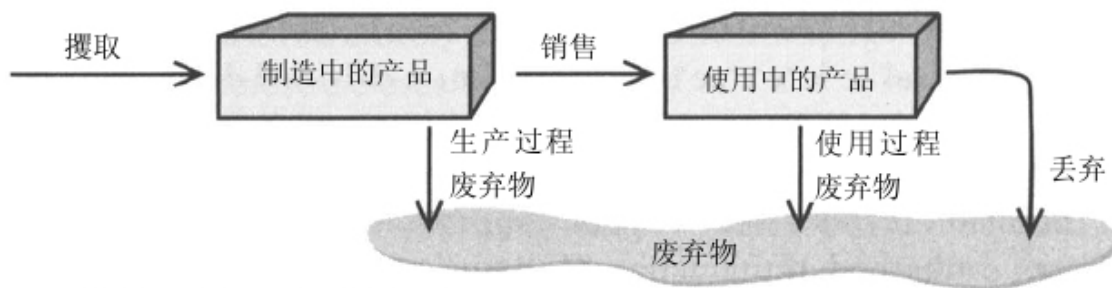 攫取
制造中的产品
销售
使用中的产品
生产过程
废弃物
使用过程
废弃物
丢弃
废弃物